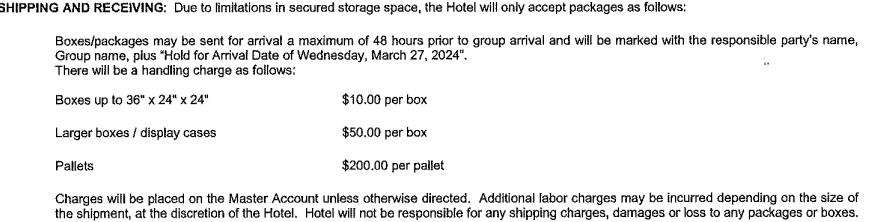 SHIPPING AND RECEIVING: Due to limitations in secured storage space, the Hotel will only accept packages as follows:
Boxes/packages may be sent for arrival a maximum of 48 hours prior to group arrival and will be marked with the responsible party's name,
Group name, plus "Hold for Arrival Date of Wednesday, March 27, 2024".
There will be a handling charge as follows:
Boxes up to 36" x 24" x 24" $10.00 per box
Larger boxes / display cases $50.00 per box
Pallets $200.00 per pallet
Charges will be placed on the Master Account unless otherwise directed. Additional labor charges may be incurred depending on the size of
the shipment, at the discretion of the Hotel. Hotel will not be responsible for any shipping charges, damages or loss to any packages or boxes.